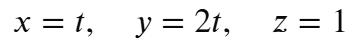 x = t, y = 2t, z = 1